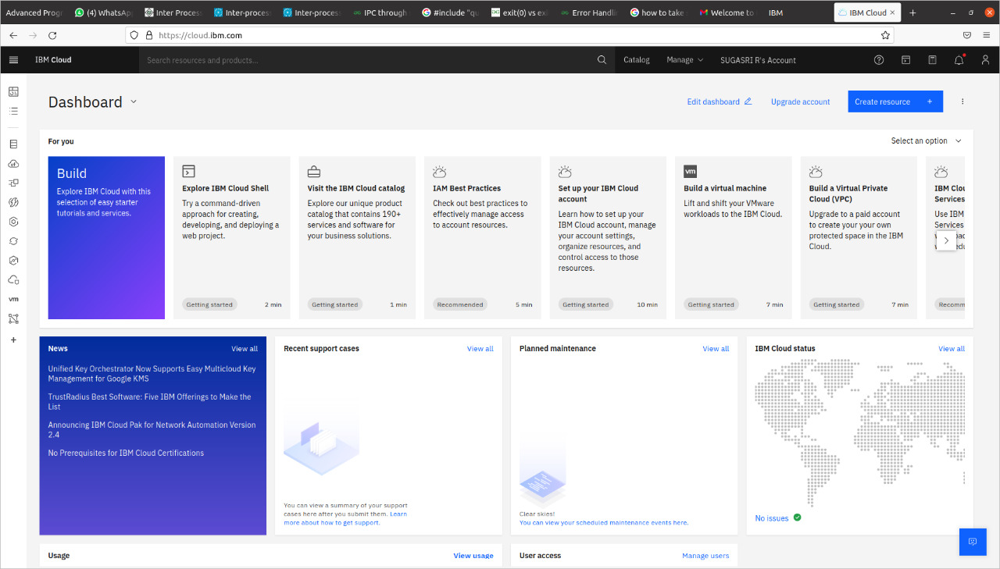 Advanced Prog
(4) WhatsApp
Inter Process
Inter-process
Inter-process
IPC through
#include "qu
exit(0) vs exi
Error Handli
how to take
Welcome to
IBM
IBM Cloud
https://cloud.ibm.com
IBM Cloud
Search resources and products...
Catalog
Manage
SUGASRI R's Account
Dashboard
Edit dashboard
Upgrade account
Create resource +
For you
Select an option
Build
Explore IBM Cloud with this
selection of easy starter
tutorials and services.
Explore IBM Cloud Shell
Try a command-driven
approach for creating,
developing, and deploying a
web project.
Getting started
2 min
Visit the IBM Cloud catalog
Explore our unique product
catalog that contains 190+
services and software for
your business solutions.
Getting started
1 min
IAM Best Practices
Check out best practices to
effectively manage access
to account resources.
Recommended
5 min
Set up your IBM Cloud
account
Learn how to set up your
IBM Cloud account, manage
your account settings,
organize resources, and
control access to those
resources.
Getting started
10 min
vm
Build a virtual machine
Lift and shift your VMware
workloads to the IBM Cloud.
Getting started
7 min
Build a Virtual Private
Cloud (VPC)
Upgrade to a paid account
to create your your own
protected space in the IBM
Cloud.
Getting started
7 min
IBM Clou
Services
Use IBM
Services
Recomm
vm
News
View all
Unified Key Orchestrator Now Supports Easy Multicloud Key
Management for Google KMS
TrustRadius Best Software: Five IBM Offerings to Make the
List
Announcing IBM Cloud Pak for Network Automation Version
2.4
No Prerequisites for IBM Cloud Certifications
Recent support cases
View all
You can view a summary of your support
cases here after you submit them. Learn
more about how to get support.
Planned maintenance
View all
Clear skies!
You can view your scheduled maintenance events here.
IBM Cloud status
View all
No issues
Usage
View usage
User access
Manage users